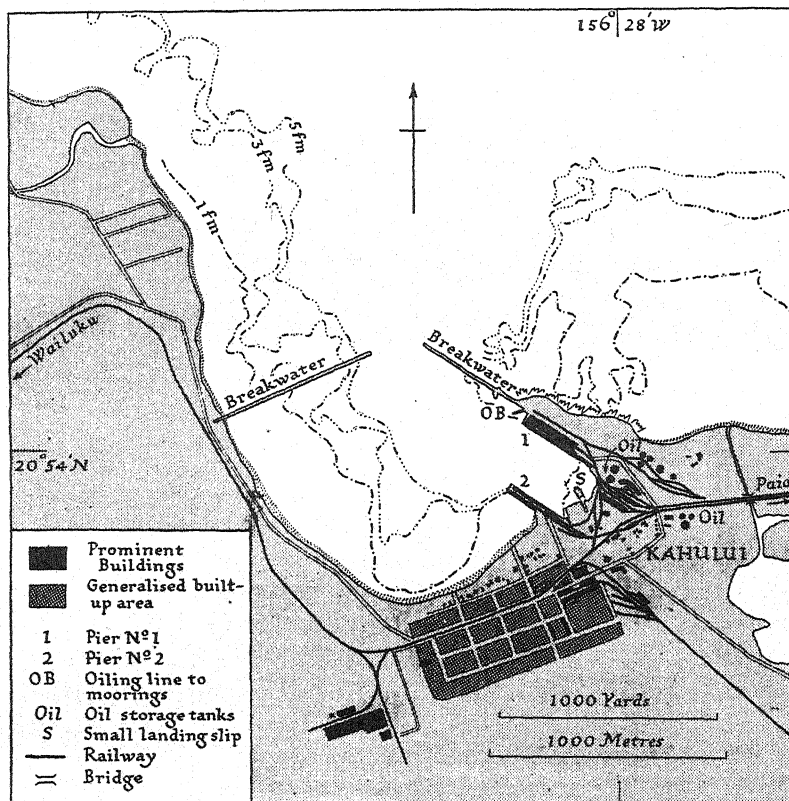 156° 28'W
5 fm
3 fm
1 fm
Wailuku
Breakwater
Breakwater
OB
1
Oil
20° 54'N
2
S
Paia
Oil
KAHULUI
Prominent
Buildings
Generalised built-
up area
1 Pier Nº 1
2 Pier Nº 2
OB Oiling line to
moorings
Oil Oil storage tanks
S Small landing slip
Railway
Bridge
1000 Yards
1000 Metres